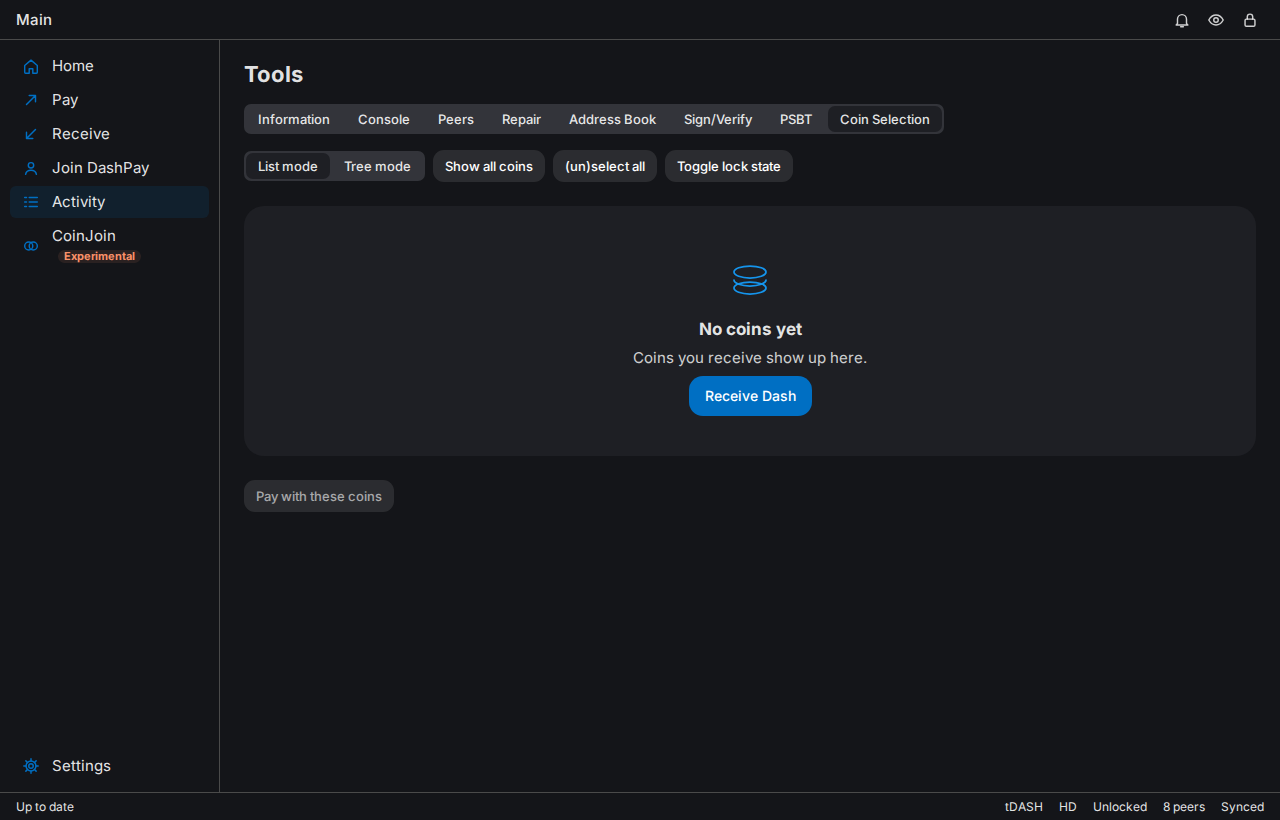 Main
Home
Pay
Receive
Join DashPay
Activity
CoinJoin
Experimental
Settings
Tools
Information Console Peers Repair Address Book Sign/Verify PSBT Coin Selection
List mode Tree mode Show all coins (un)select all Toggle lock state
No coins yet
Coins you receive show up here.
Receive Dash
Pay with these coins
Up to date tDASH HD Unlocked 8 peers Synced